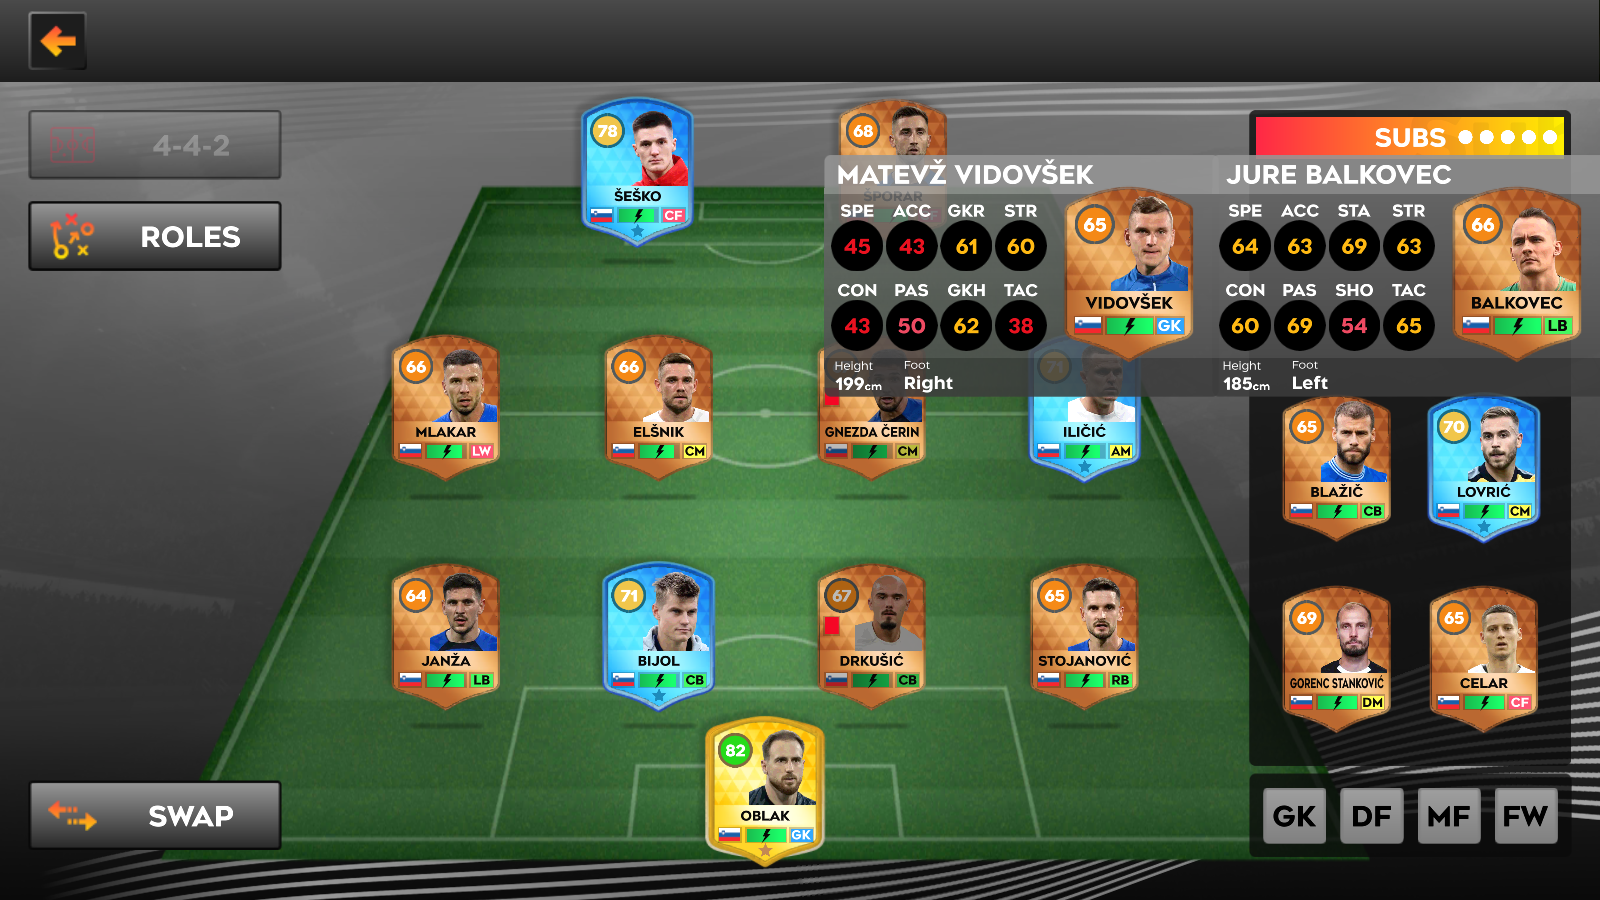 4-4-2
ROLES
SWAP
78
ŠEŠKO
CF
68
ŠPORAR
SUBS
MATEVŽ VIDOVŠEK
SPE ACC GKR STR
45 43 61 60
CON PAS GKH TAC
43 50 62 38
Height Foot
199cm Right
65
VIDOVŠEK
GK
JURE BALKOVEC
SPE ACC STA STR
64 63 69 63
CON PAS SHO TAC
60 69 54 65
Height Foot
185cm Left
66
BALKOVEC
LB
66
MLAKAR
LW
66
ELŠNIK
CM
GNEZDA ČERIN
CM
71
ILIČIĆ
AM
65
BLAŽIČ
CB
70
LOVRIĆ
CM
64
JANŽA
LB
71
BIJOL
CB
67
DRKUŠIĆ
CB
65
STOJANOVIĆ
RB
69
GORENC STANKOVIĆ
DM
65
CELAR
CF
82
OBLAK
GK
GK DF MF FW